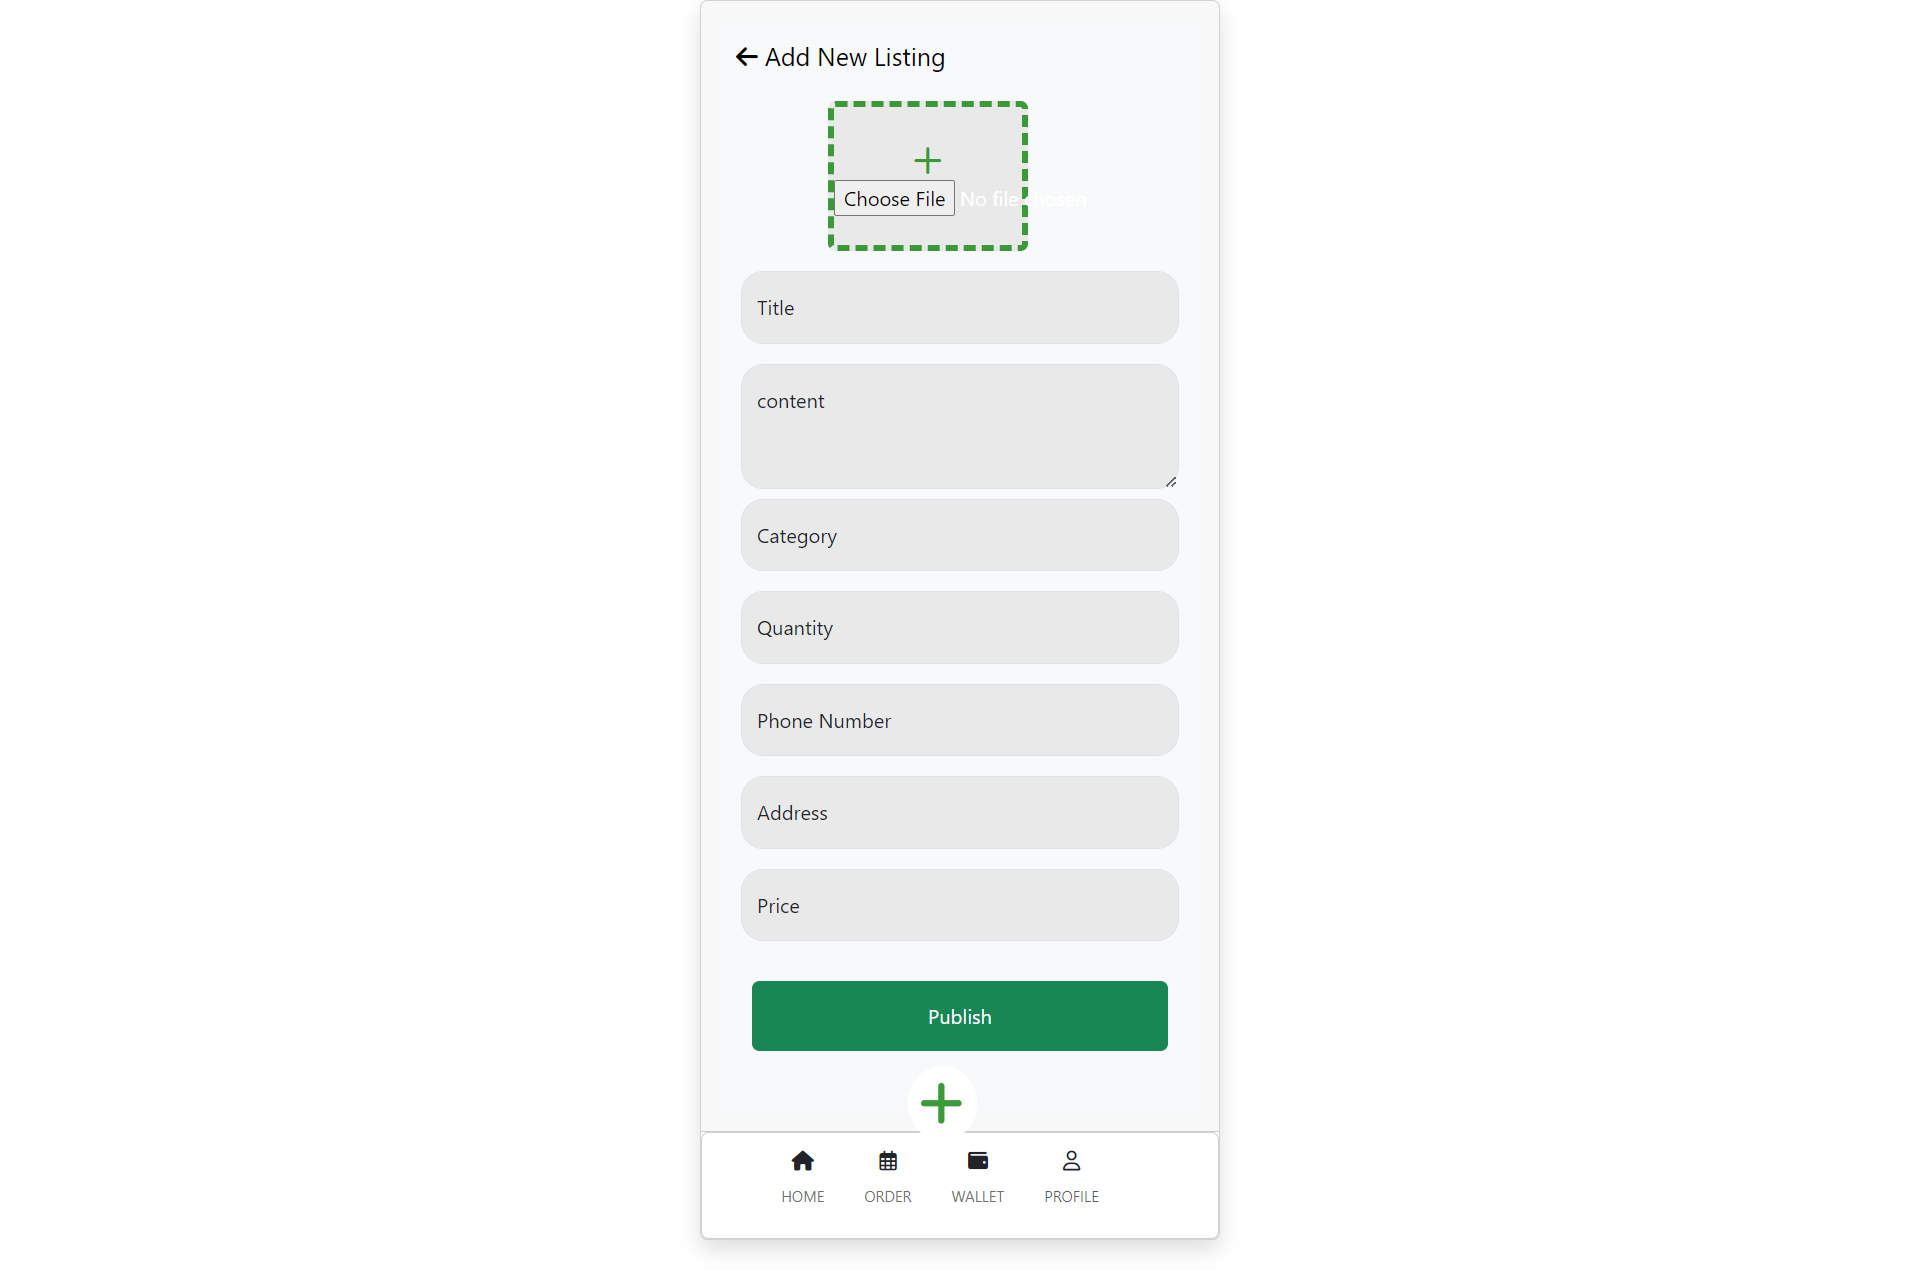 Add New Listing
Choose File No file chosen
Title
content
Category
Quantity
Phone Number
Address
Price
Publish
HOME ORDER WALLET PROFILE